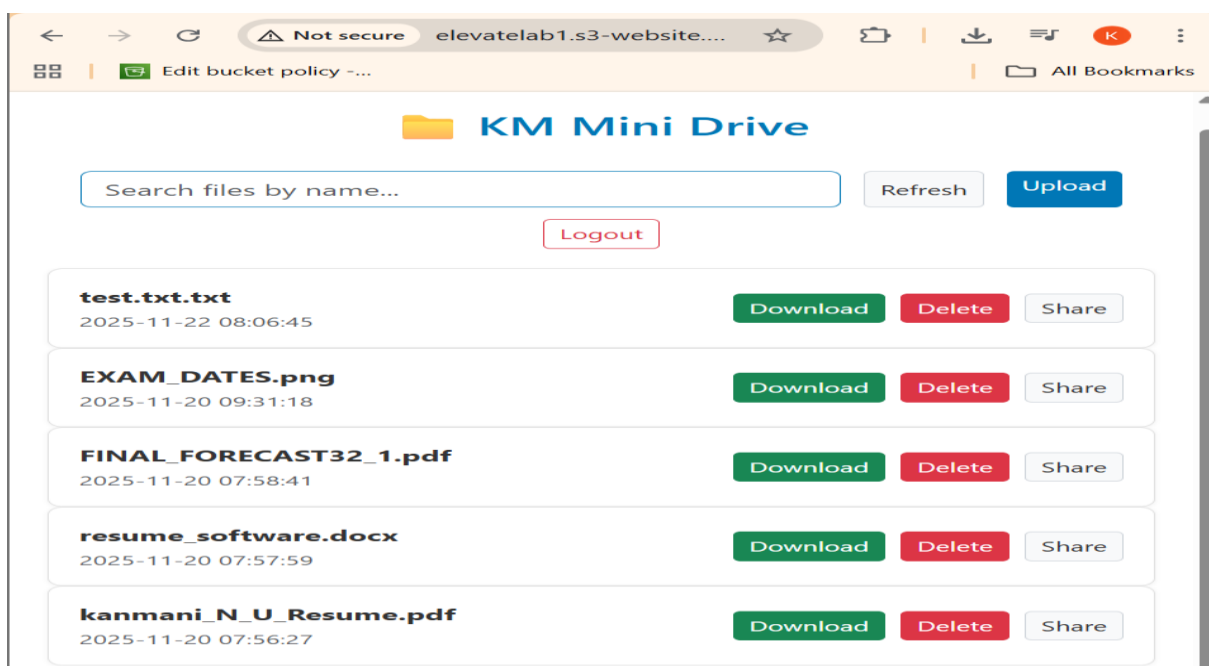 Not secure elevatelab1.s3-website.... K
Edit bucket policy -... All Bookmarks
KM Mini Drive
Search files by name... Refresh Upload
Logout
test.txt.txt
2025-11-22 08:06:45
Download Delete Share
EXAM_DATES.png
2025-11-20 09:31:18
Download Delete Share
FINAL_FORECAST32_1.pdf
2025-11-20 07:58:41
Download Delete Share
resume_software.docx
2025-11-20 07:57:59
Download Delete Share
kanmani_N_U_Resume.pdf
2025-11-20 07:56:27
Download Delete Share